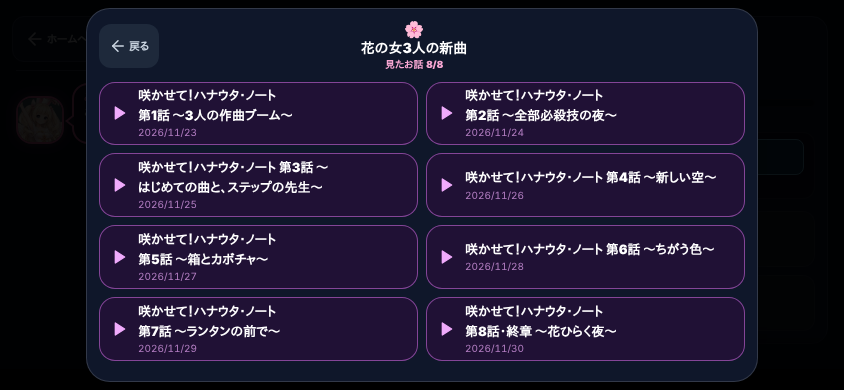 ← ホームへ
← 戻る
花の女3人の新曲
見たお話 8/8
咲かせて!ハナウタ・ノート
第1話 〜3人の作曲ブーム〜
2026/11/23
咲かせて!ハナウタ・ノート
第2話 〜全部必殺技の夜〜
2026/11/24
咲かせて!ハナウタ・ノート 第3話 〜
はじめての曲と、ステップの先生〜
2026/11/25
咲かせて!ハナウタ・ノート 第4話 〜新しい空〜
2026/11/26
咲かせて!ハナウタ・ノート
第5話 〜箱とカボチャ〜
2026/11/27
咲かせて!ハナウタ・ノート 第6話 〜ちがう色〜
2026/11/28
咲かせて!ハナウタ・ノート
第7話 〜ランタンの前で〜
2026/11/29
咲かせて!ハナウタ・ノート
第8話・終章 〜花ひらく夜〜
2026/11/30